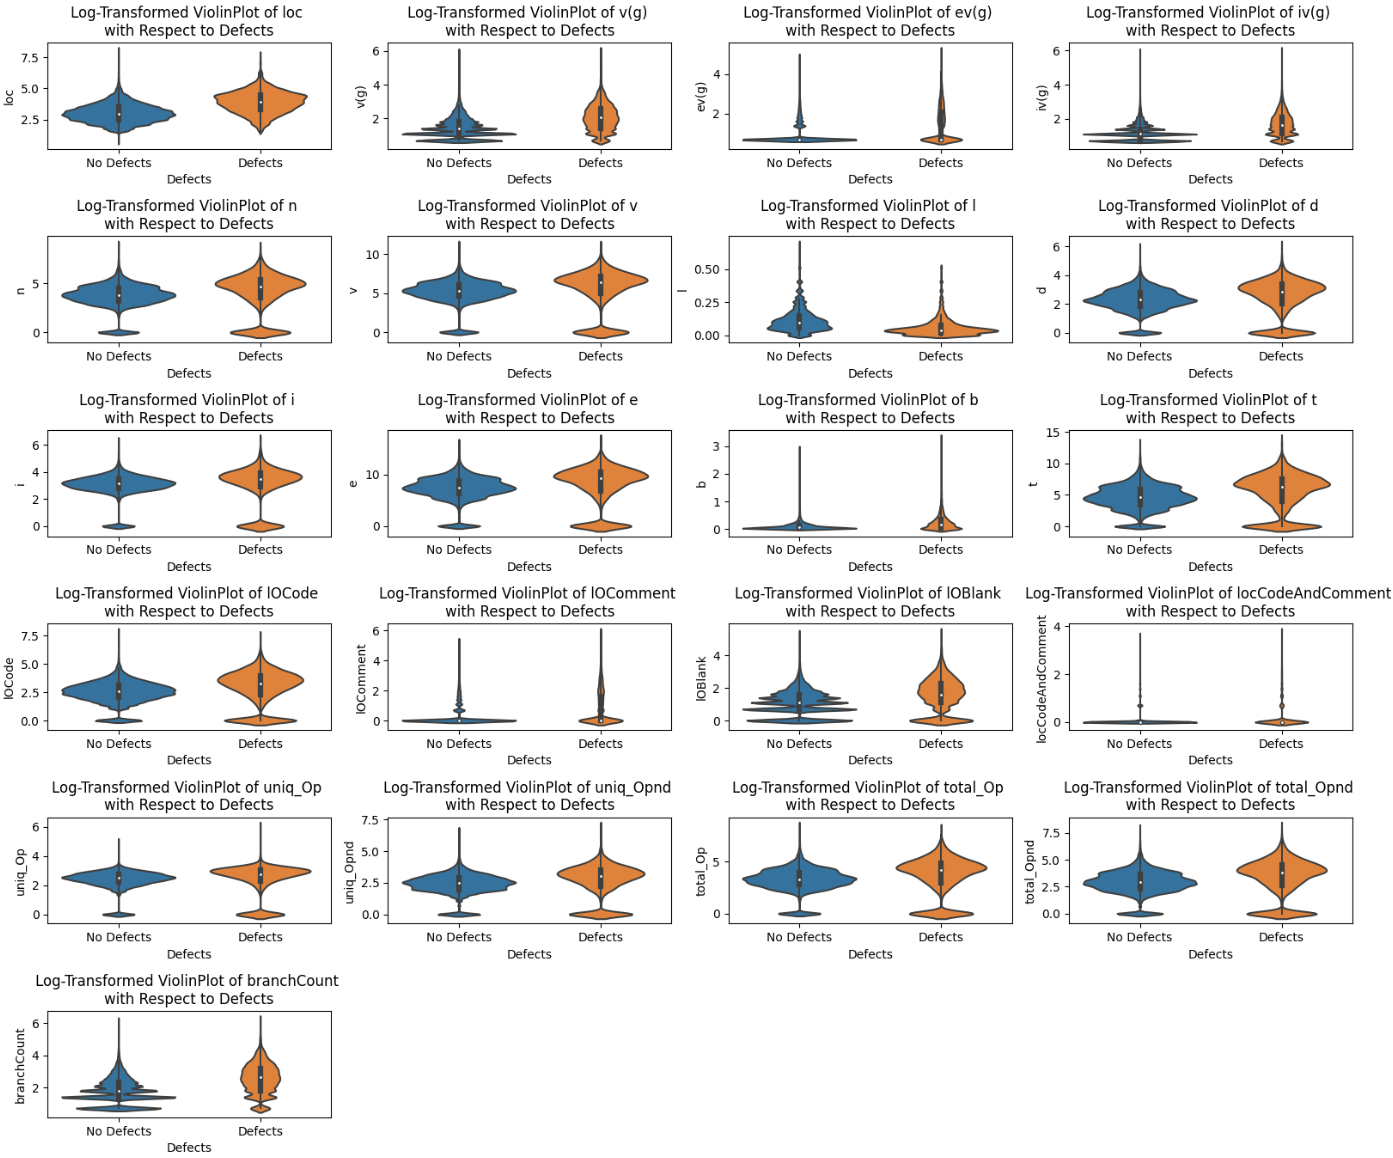 Log-Transformed ViolinPlot of loc
with Respect to Defects
loc
7.5
5.0
2.5
No Defects
Defects
Defects
Log-Transformed ViolinPlot of v(g)
with Respect to Defects
v(g)
6
4
2
No Defects
Defects
Defects
Log-Transformed ViolinPlot of ev(g)
with Respect to Defects
ev(g)
4
2
No Defects
Defects
Defects
Log-Transformed ViolinPlot of iv(g)
with Respect to Defects
iv(g)
6
4
2
No Defects
Defects
Defects
Log-Transformed ViolinPlot of n
with Respect to Defects
n
5
0
No Defects
Defects
Defects
Log-Transformed ViolinPlot of v
with Respect to Defects
v
10
5
0
No Defects
Defects
Defects
Log-Transformed ViolinPlot of l
with Respect to Defects
l
0.50
0.25
0.00
No Defects
Defects
Defects
Log-Transformed ViolinPlot of d
with Respect to Defects
d
6
4
2
0
No Defects
Defects
Defects
Log-Transformed ViolinPlot of i
with Respect to Defects
i
6
4
2
0
No Defects
Defects
Defects
Log-Transformed ViolinPlot of e
with Respect to Defects
e
10
0
No Defects
Defects
Defects
Log-Transformed ViolinPlot of b
with Respect to Defects
b
3
2
1
0
No Defects
Defects
Defects
Log-Transformed ViolinPlot of t
with Respect to Defects
t
15
10
5
0
No Defects
Defects
Defects
Log-Transformed ViolinPlot of lOCode
with Respect to Defects
lOCode
7.5
5.0
2.5
0.0
No Defects
Defects
Defects
Log-Transformed ViolinPlot of lOComment
with Respect to Defects
lOComment
6
4
2
0
No Defects
Defects
Defects
Log-Transformed ViolinPlot of lOBlank
with Respect to Defects
lOBlank
4
2
0
No Defects
Defects
Defects
Log-Transformed ViolinPlot of locCodeAndComment
with Respect to Defects
locCodeAndComment
4
2
0
No Defects
Defects
Defects
Log-Transformed ViolinPlot of uniq_Op
with Respect to Defects
uniq_Op
6
4
2
0
No Defects
Defects
Defects
Log-Transformed ViolinPlot of uniq_Opnd
with Respect to Defects
uniq_Opnd
7.5
5.0
2.5
0.0
No Defects
Defects
Defects
Log-Transformed ViolinPlot of total_Op
with Respect to Defects
total_Op
5
0
No Defects
Defects
Defects
Log-Transformed ViolinPlot of total_Opnd
with Respect to Defects
total_Opnd
7.5
5.0
2.5
0.0
No Defects
Defects
Defects
Log-Transformed ViolinPlot of branchCount
with Respect to Defects
branchCount
6
4
2
No Defects
Defects
Defects